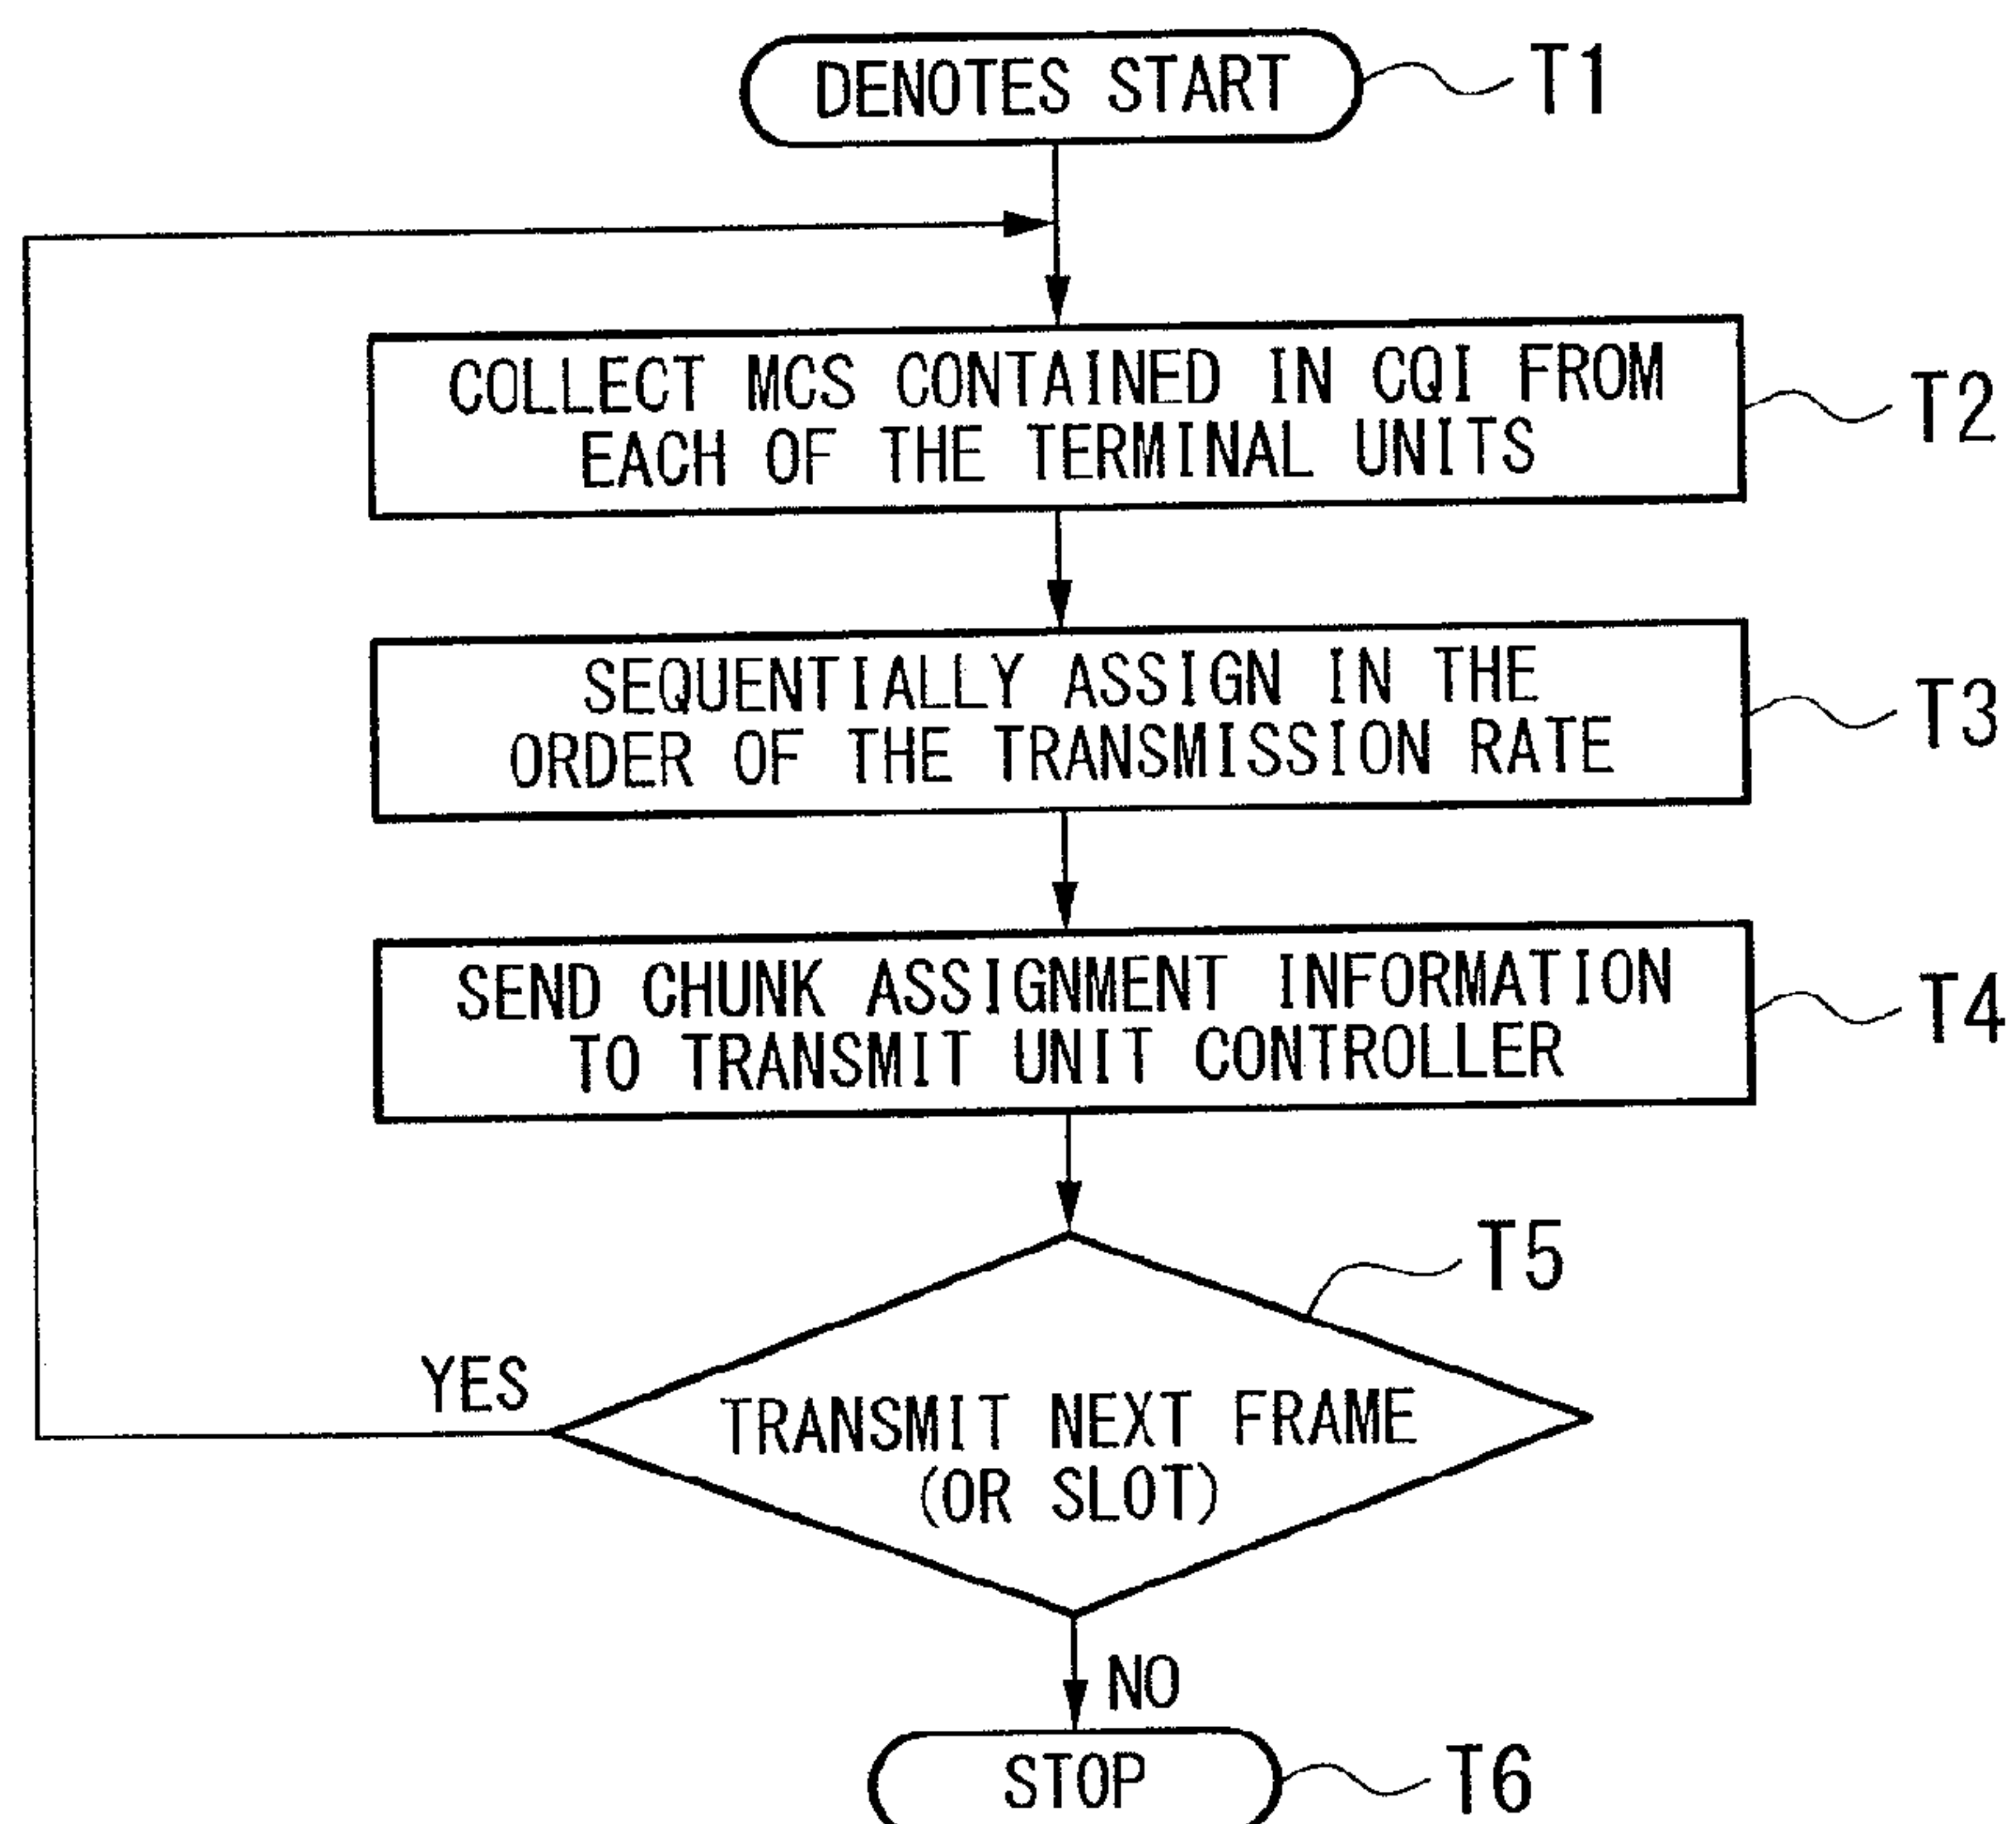 DENOTES START
T1
COLLECT MCS CONTAINED IN CQI FROM
EACH OF THE TERMINAL UNITS
T2
SEQUENTIALLY ASSIGN IN THE
ORDER OF THE TRANSMISSION RATE
T3
SEND CHUNK ASSIGNMENT INFORMATION
TO TRANSMIT UNIT CONTROLLER
T4
T5
YES
TRANSMIT NEXT FRAME
(OR SLOT)
NO
STOP
T6